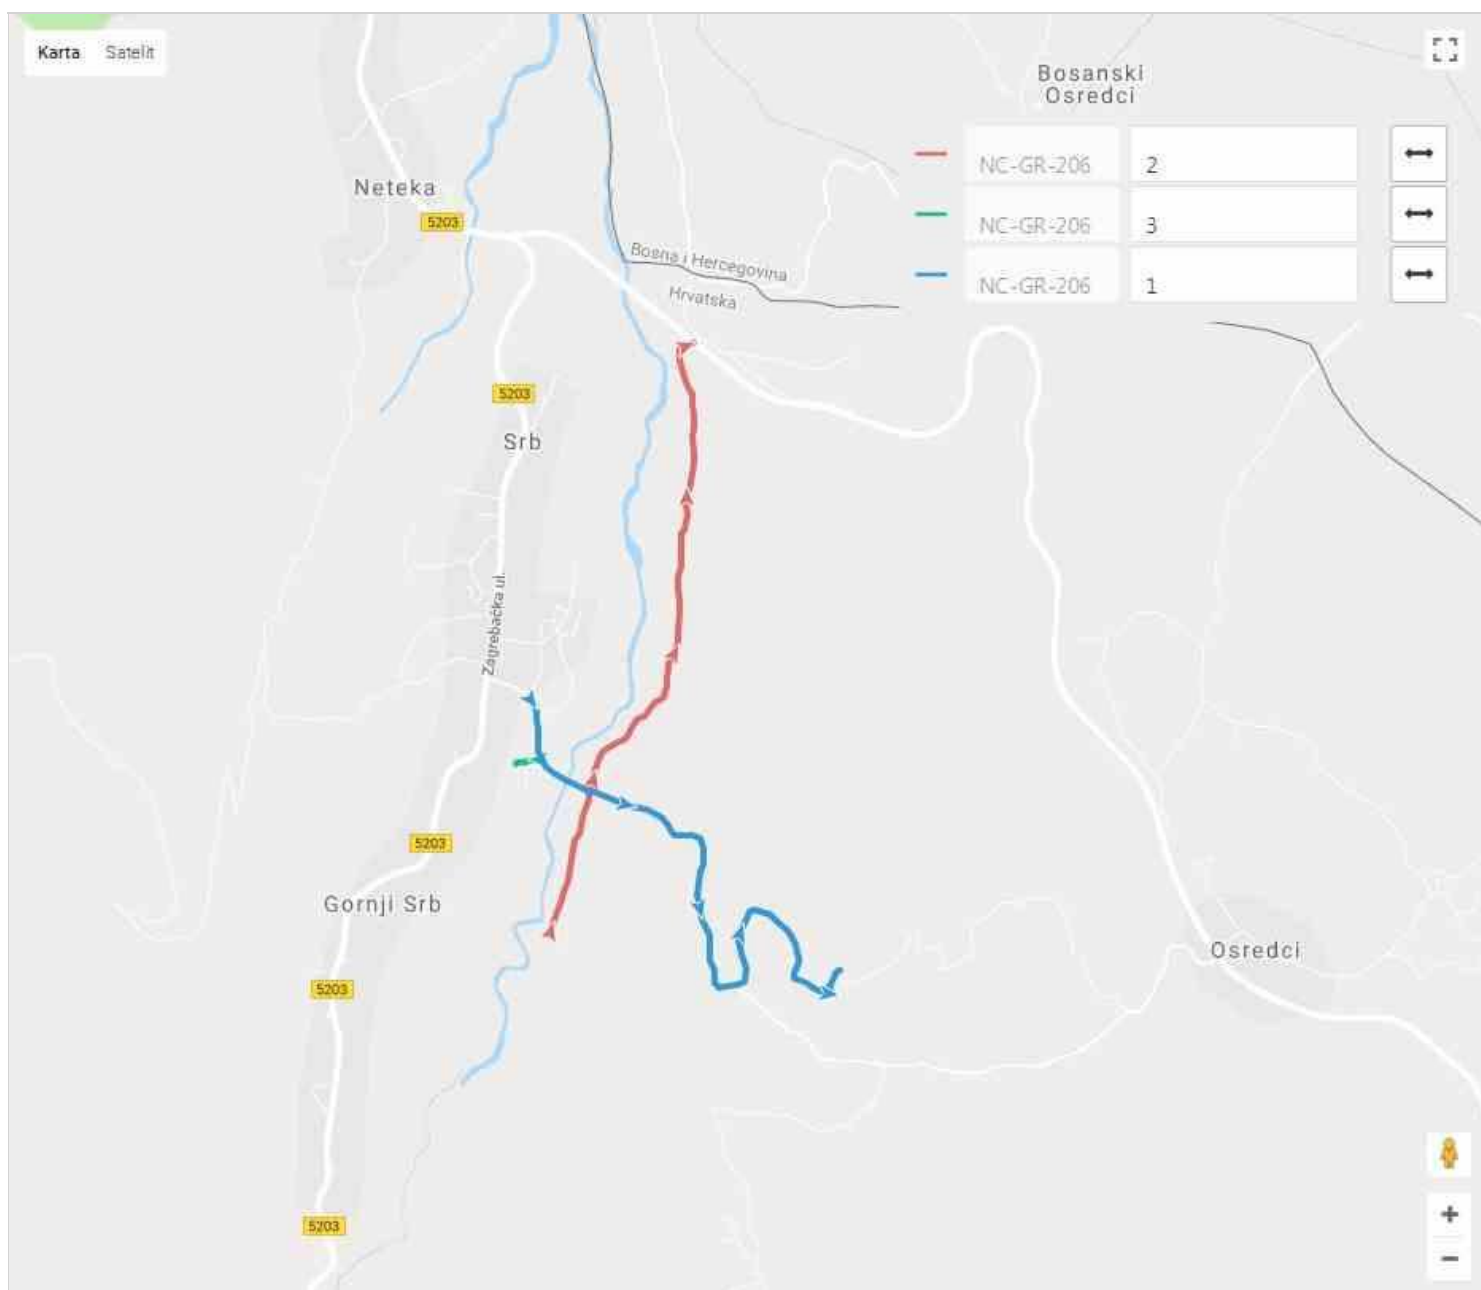 Karta Satelit
Bosanski
Osredci
NC-GR-206 2
NC-GR-206 3
NC-GR-206 1
Neteka
5203
Bosna i Hercegovina
Hrvatska
5203
Srb
Zagrebačka ul.
5203
Gornji Srb
Osredci
5203
5203